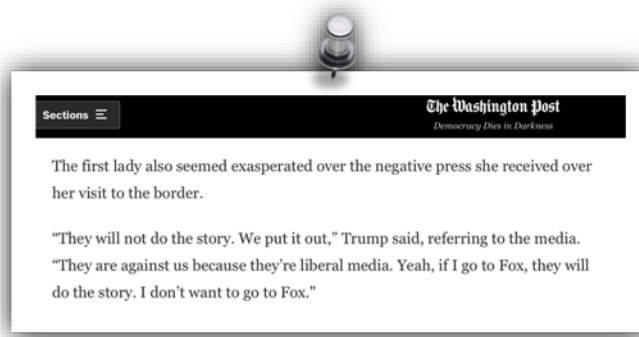 Sections
The Washington Post
Democracy Dies in Darkness
The first lady also seemed exasperated over the negative press she received over
her visit to the border.
“They will not do the story. We put it out,” Trump said, referring to the media.
“They are against us because they’re liberal media. Yeah, if I go to Fox, they will
do the story. I don’t want to go to Fox."